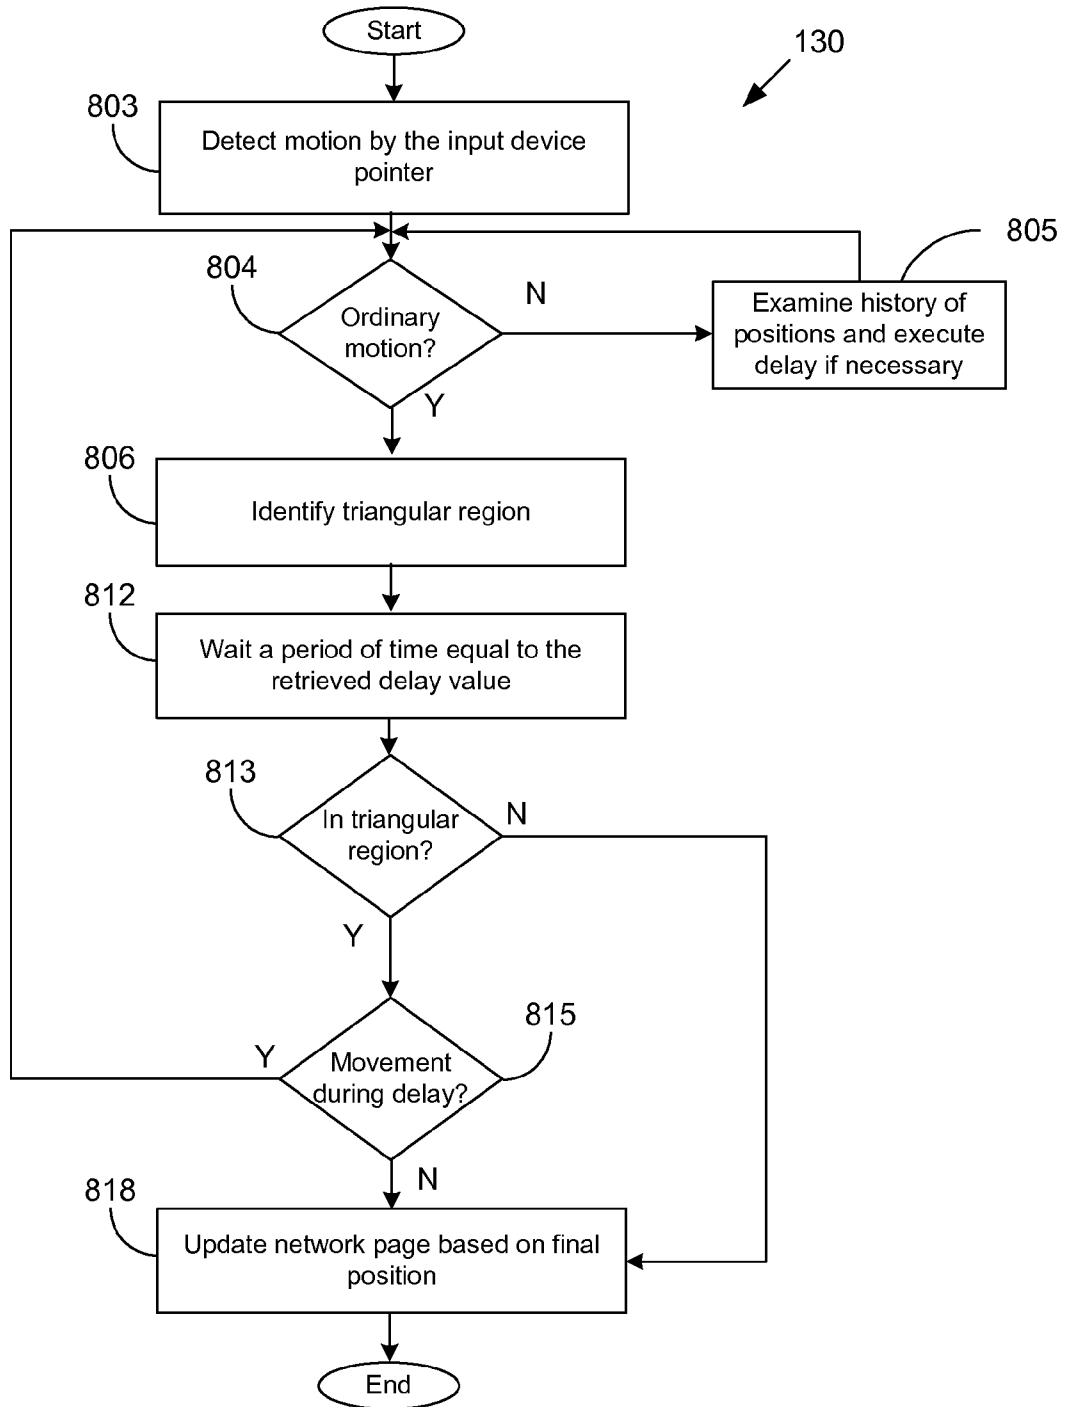 Start
130
803
Detect motion by the input device
pointer
805
804
N
Ordinary
motion?
Examine history of
positions and execute
delay if necessary
Y
806
Identify triangular region
812
Wait a period of time equal to the
retrieved delay value
813
N
In triangular
region?
Y
815
Y
Movement
during delay?
N
818
Update network page based on final
position
End